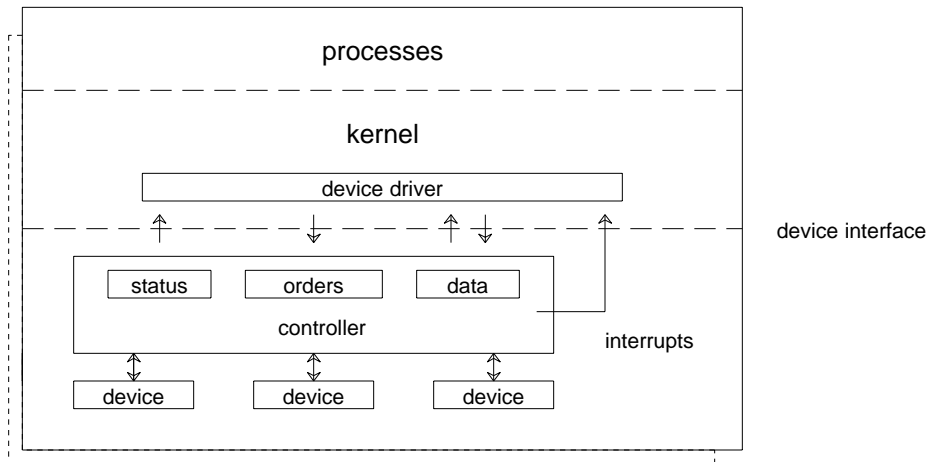 processes
kernel
device driver
device interface
status
orders
data
controller
interrupts
device
device
device